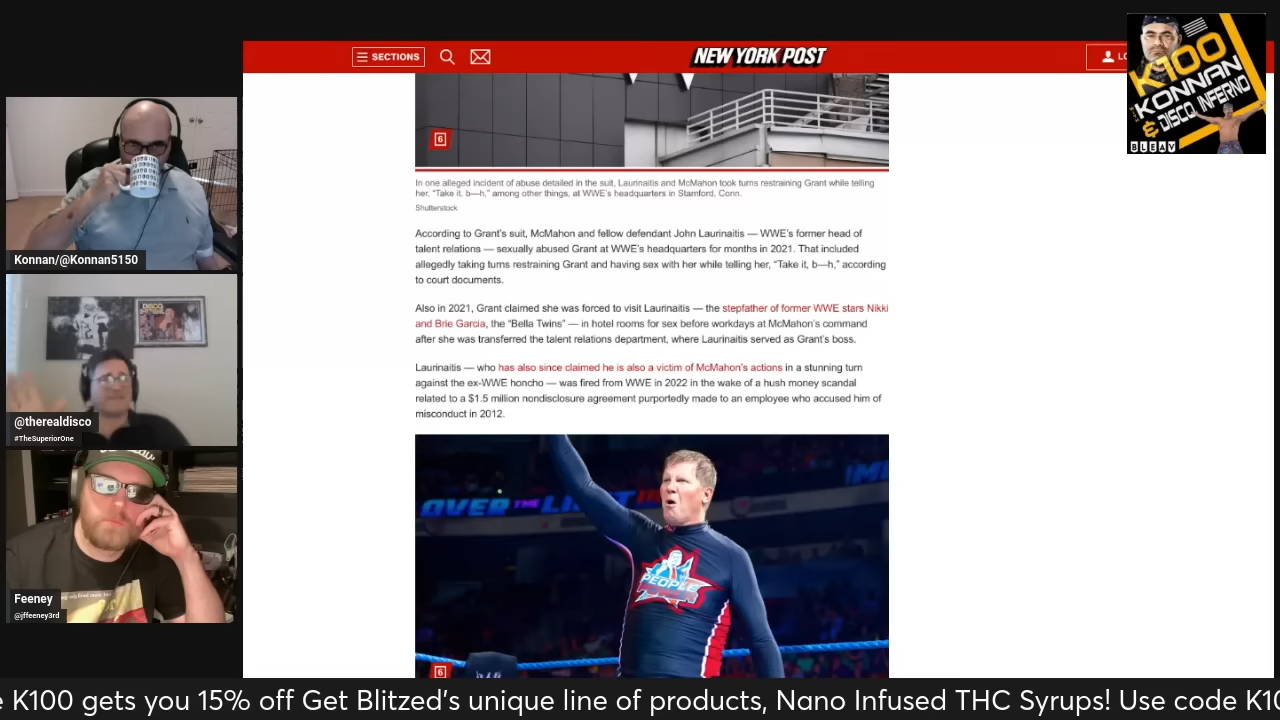 SECTIONS
NEW YORK POST
LO
K100
KONNAN
& DISCO INFERNO
BLEAV
6
In one alleged incident of abuse detailed in the suit, Laurinaitis and McMahon took turns restraining Grant while telling
her, “Take it, b—h,” among other things, at WWE’s headquarters in Stamford, Conn.
Shutterstock
According to Grant’s suit, McMahon and fellow defendant John Laurinaitis — WWE’s former head of
talent relations — sexually abused Grant at WWE’s headquarters for months in 2021. That included
allegedly taking turns restraining Grant and having sex with her while telling her, “Take it, b—h,” according
to court documents.
Also in 2021, Grant claimed she was forced to visit Laurinaitis — the stepfather of former WWE stars Nikki
and Brie Garcia, the “Bella Twins” — in hotel rooms for sex before workdays at McMahon’s command
after she was transferred the talent relations department, where Laurinaitis served as Grant’s boss.
Laurinaitis — who has also since claimed he is also a victim of McMahon’s actions in a stunning turn
against the ex-WWE honcho — was fired from WWE in 2022 in the wake of a hush money scandal
related to a $1.5 million nondisclosure agreement purportedly made to an employee who accused him of
misconduct in 2012.
OVER THE LI
PEOPLE
POWER
6
Konnan/@Konnan5150
DISCO
@therealdisco
#TheSuperiorOne
Feeney
@jffeeney3rd
e K100 gets you 15% off Get Blitzed’s unique line of products, Nano Infused THC Syrups! Use code K10